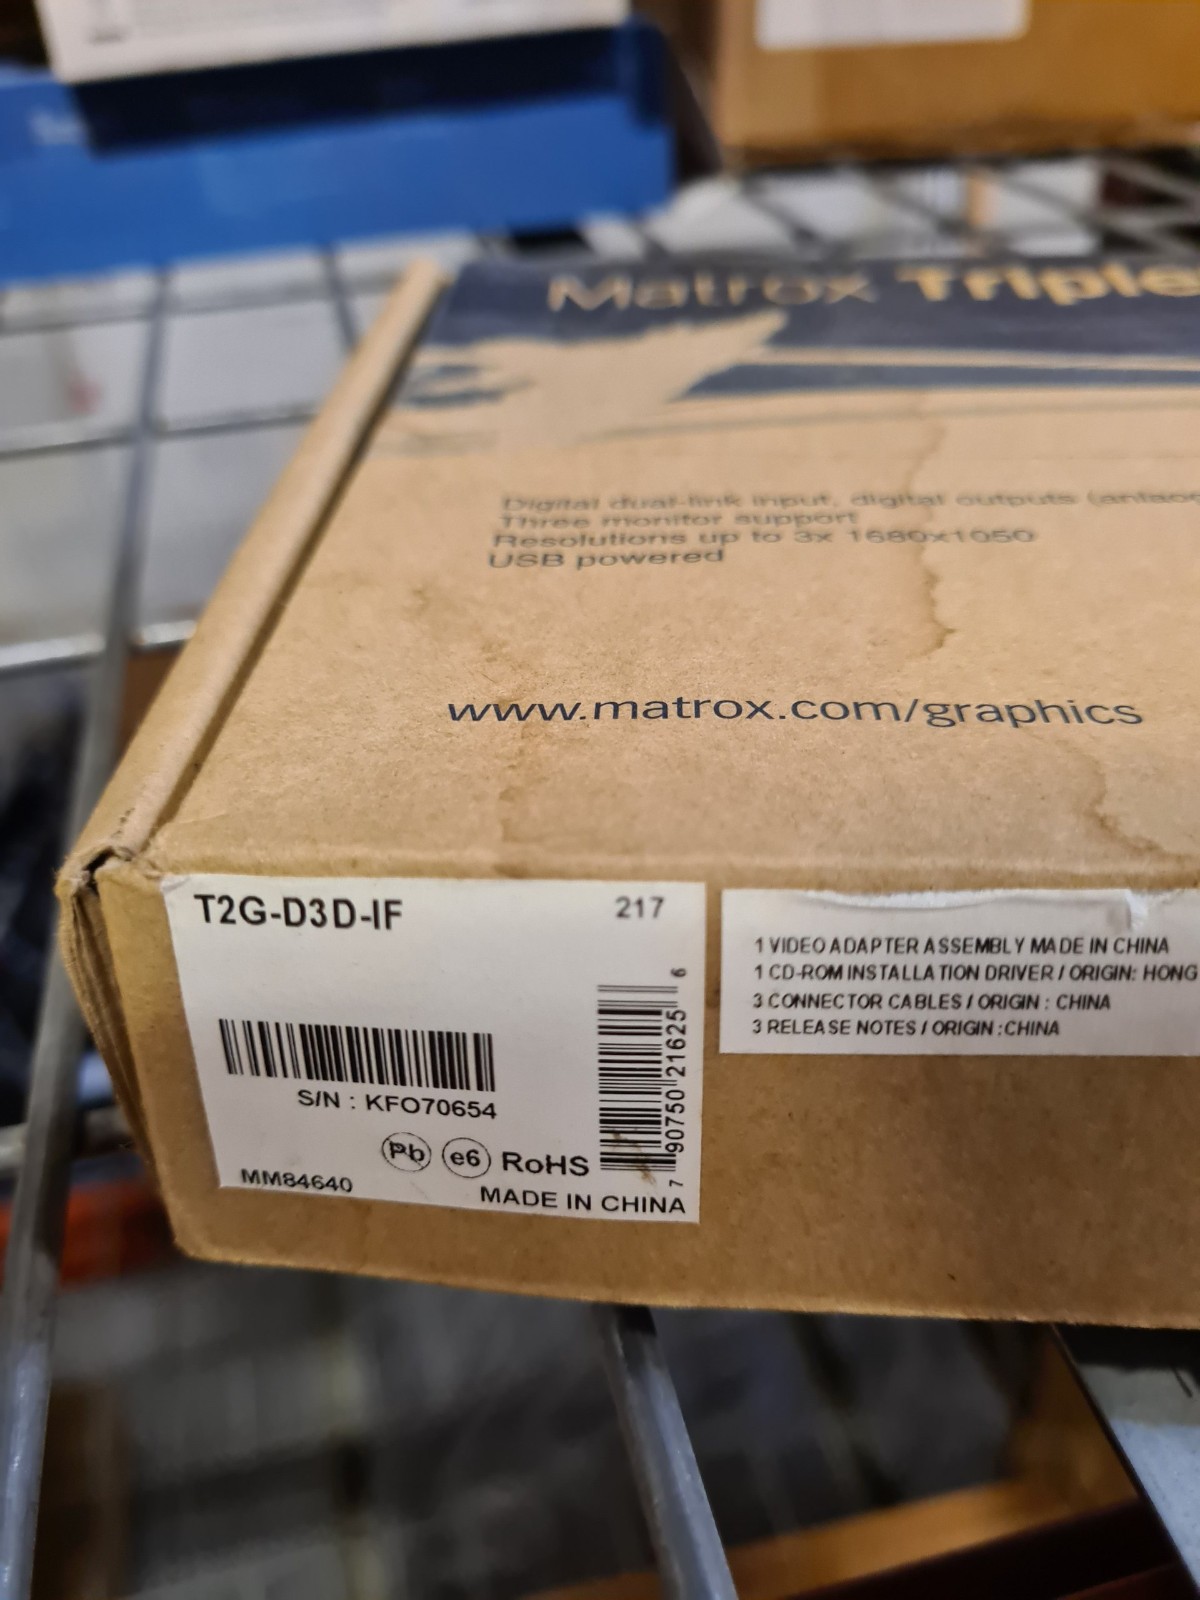 Matrox Triple
Digital dual-link input, digital outputs
Three monitor support
Resolutions up to 3x 1680x1050
USB powered
www.matrox.com/graphics
T2G-D3D-IF
217
S/N : KFO70654
Pb e6 RoHS
MM84640
MADE IN CHINA
7 90750 21625 6
1 VIDEO ADAPTER ASSEMBLY MADE IN CHINA
1 CD-ROM INSTALLATION DRIVER / ORIGIN: HONG
3 CONNECTOR CABLES / ORIGIN : CHINA
3 RELEASE NOTES / ORIGIN :CHINA